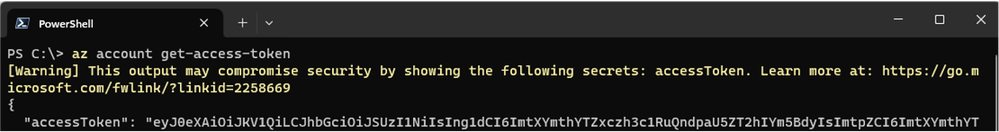 PowerShell
PS C:\> az account get-access-token
[Warning] This output may compromise security by showing the following secrets: accessToken. Learn more at: https://go.m
icrosoft.com/fwlink/?linkid=2258669
{
  "accessToken": "eyJ0eXAiOiJKV1QiLCJhbGciOiJSUzI1NiIsIng1dCI6ImtXYmthYTZxczh3c1RuQndpaU5ZT2hIYm5BdyIsImtpZCI6ImtXYmthYT